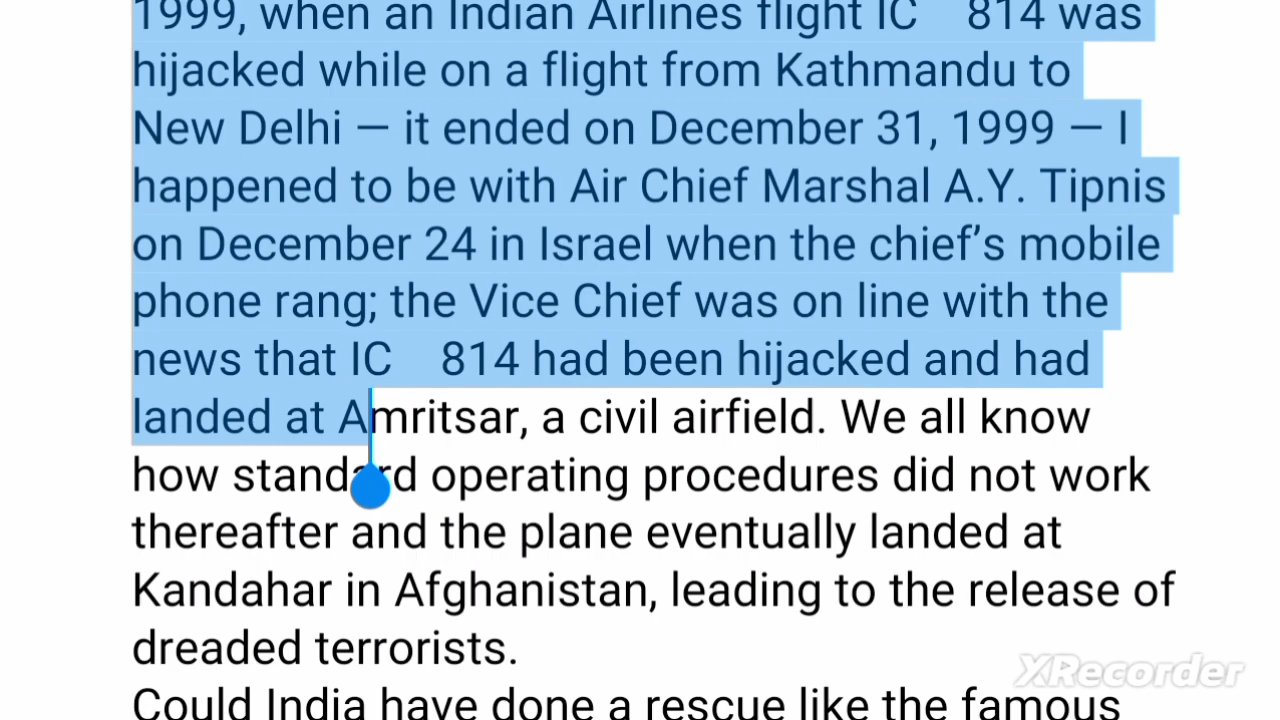 1999, when an Indian Airlines flight IC 814 was
hijacked while on a flight from Kathmandu to
New Delhi — it ended on December 31, 1999 — I
happened to be with Air Chief Marshal A.Y. Tipnis
on December 24 in Israel when the chief’s mobile
phone rang; the Vice Chief was on line with the
news that IC 814 had been hijacked and had
landed at Amritsar, a civil airfield. We all know
how standard operating procedures did not work
thereafter and the plane eventually landed at
Kandahar in Afghanistan, leading to the release of
dreaded terrorists.
Could India have done a rescue like the famous
XRecorder